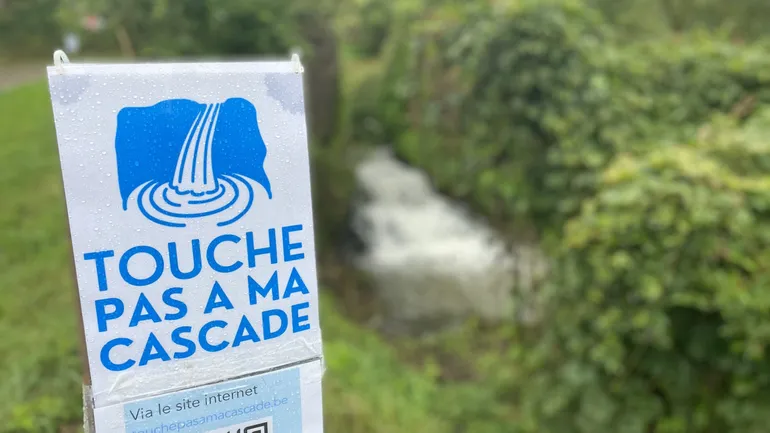 TOUCHE
PAS A MA
CASCADE
Via le site internet
touchepasamacascade.be